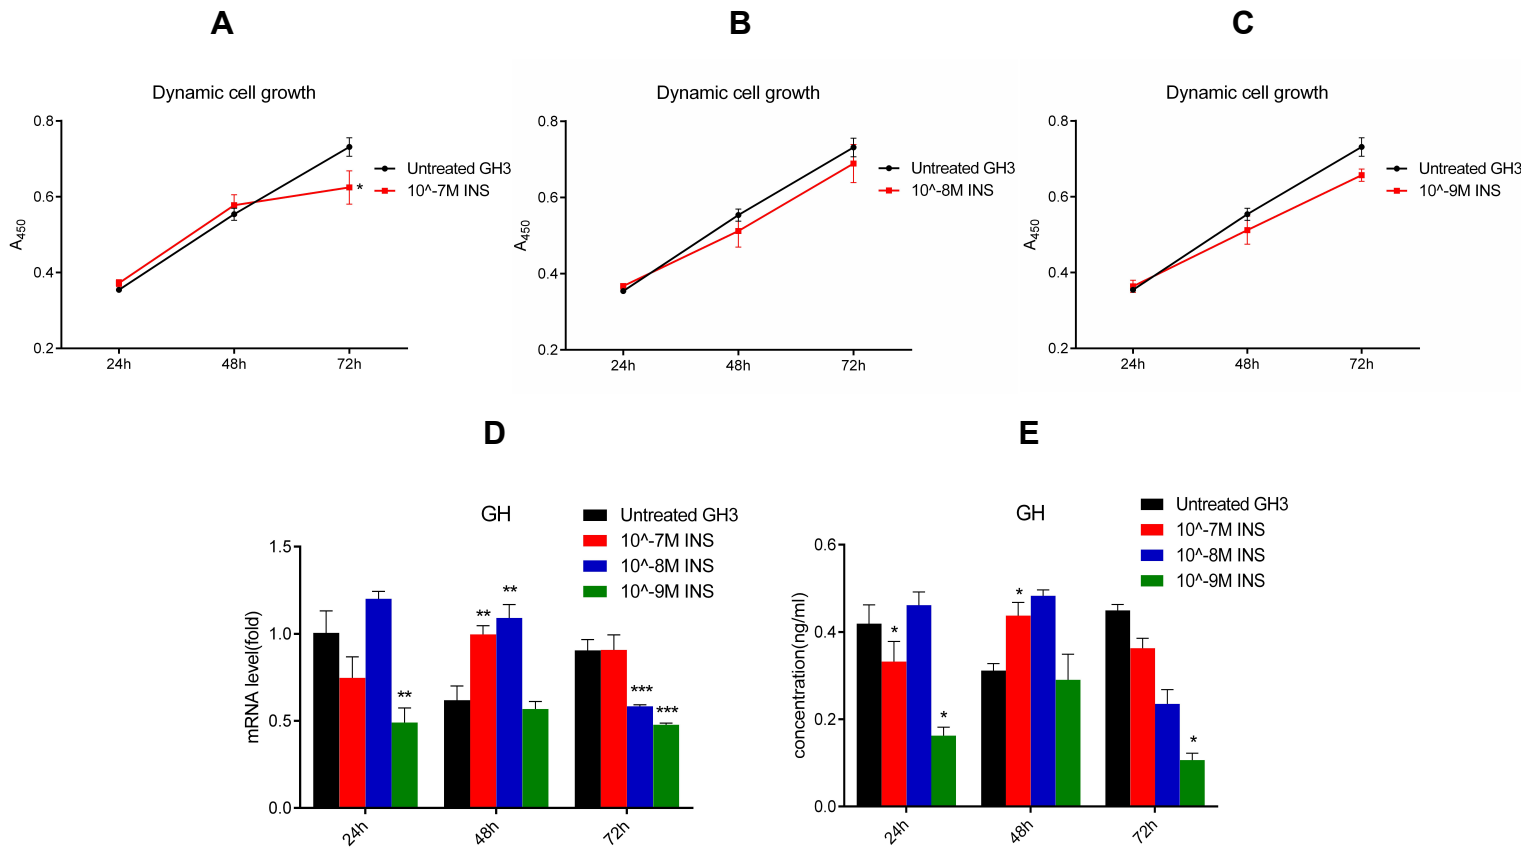 A
B
C
Dynamic cell growth
Dynamic cell growth
Dynamic cell growth
0.8
0.6
0.4
0.2
A450
24h
48h
72h
*
Untreated GH3
10^-7M INS
0.8
0.6
0.4
0.2
A450
24h
48h
72h
Untreated GH3
10^-8M INS
0.8
0.6
0.4
0.2
A450
24h
48h
72h
Untreated GH3
10^-9M INS
D
E
GH
Untreated GH3
10^-7M INS
10^-8M INS
10^-9M INS
1.5
1.0
0.5
0.0
mRNA level(fold)
**
**
**
***
***
24h
48h
72h
GH
Untreated GH3
10^-7M INS
10^-8M INS
10^-9M INS
0.6
0.4
0.2
0.0
concentration(ng/ml)
*
*
*
*
24h
48h
72h